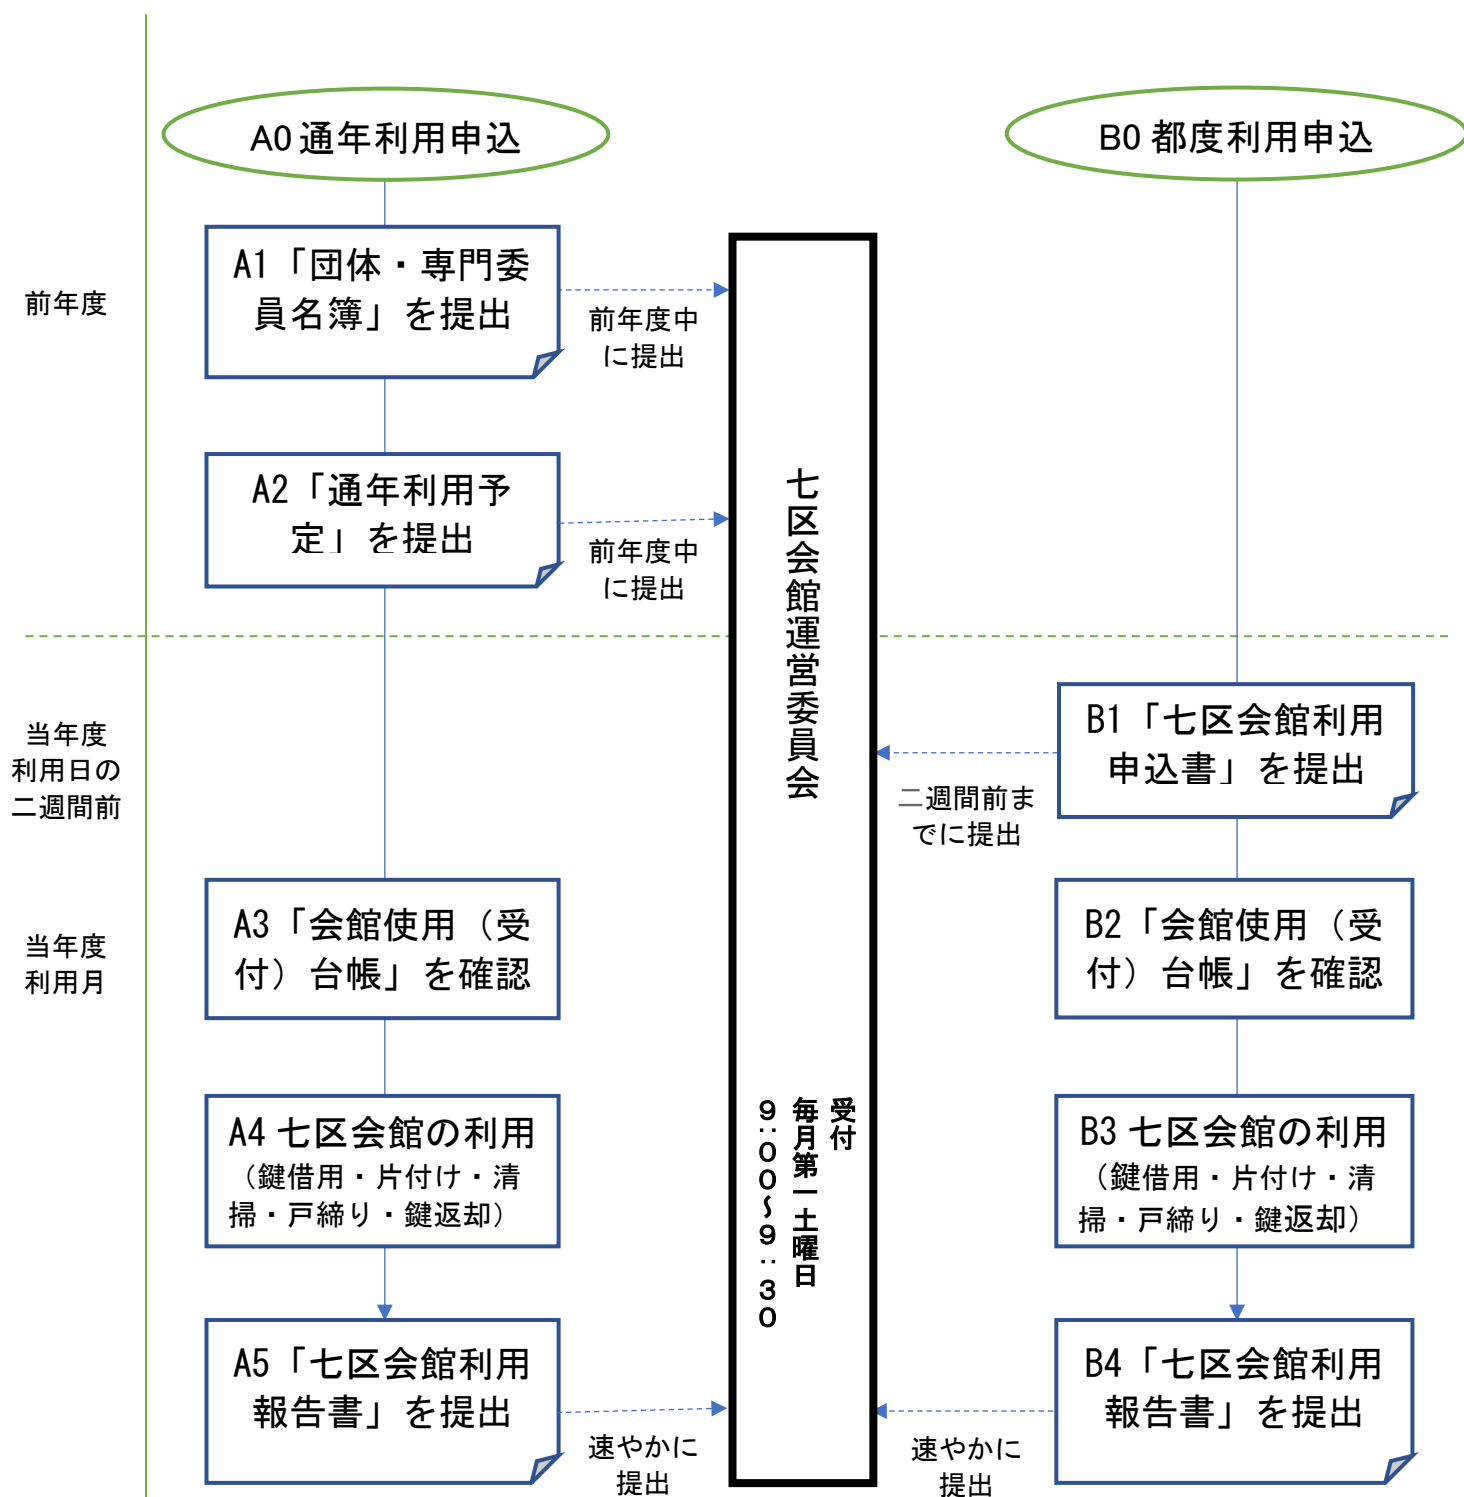 A0通年利用申込
B0 都度利用申込
前年度
A1「団体・専門委
員名簿」を提出
前年度中
に提出
A2「通年利用予
定」を提出
前年度中
に提出
七区会館運営委員会
受付
毎月第一土曜日
9:00~9:30
当年度
利用日の
二週間前
B1「七区会館利用
申込書」を提出
二週間前ま
でに提出
当年度
利用月
A3「会館使用(受
付)台帳」を確認
B2「会館使用(受
付)台帳」を確認
A4 七区会館の利用
(鍵借用・片付け・清
掃・戸締り・鍵返却)
B3 七区会館の利用
(鍵借用・片付け・清
掃・戸締り・鍵返却)
A5「七区会館利用
報告書」を提出
速やかに
提出
B4「七区会館利用
報告書」を提出
速やかに
提出